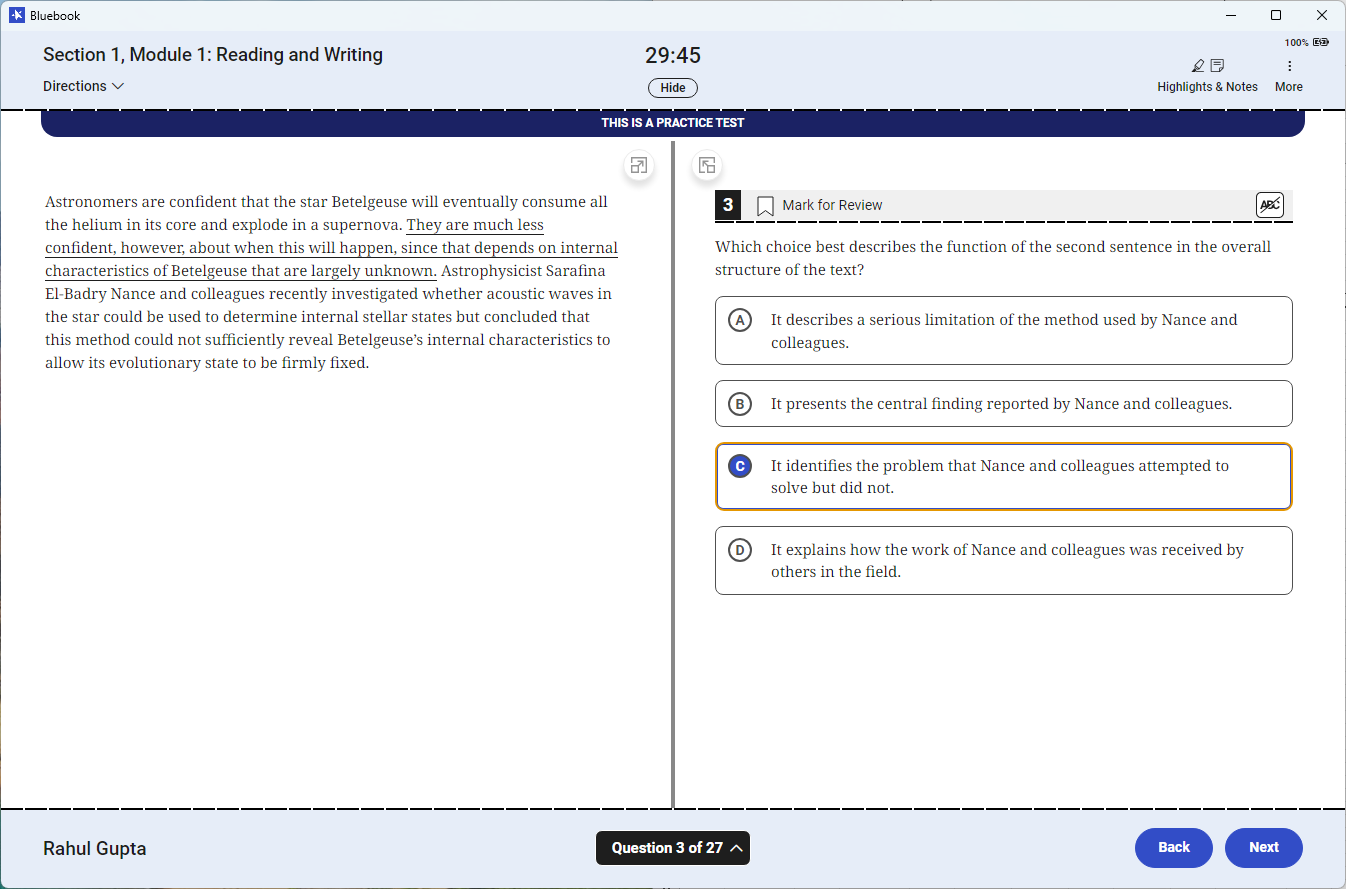 Bluebook
Section 1, Module 1: Reading and Writing
Directions
29:45
Hide
100%
Highlights & Notes
More
THIS IS A PRACTICE TEST
Astronomers are confident that the star Betelgeuse will eventually consume all
the helium in its core and explode in a supernova. They are much less
confident, however, about when this will happen, since that depends on internal
characteristics of Betelgeuse that are largely unknown. Astrophysicist Sarafina
El-Badry Nance and colleagues recently investigated whether acoustic waves in
the star could be used to determine internal stellar states but concluded that
this method could not sufficiently reveal Betelgeuse’s internal characteristics to
allow its evolutionary state to be firmly fixed.
3
Mark for Review
ABC
Which choice best describes the function of the second sentence in the overall
structure of the text?
A
It describes a serious limitation of the method used by Nance and
colleagues.
B
It presents the central finding reported by Nance and colleagues.
C
It identifies the problem that Nance and colleagues attempted to
solve but did not.
D
It explains how the work of Nance and colleagues was received by
others in the field.
Rahul Gupta
Question 3 of 27
Back
Next